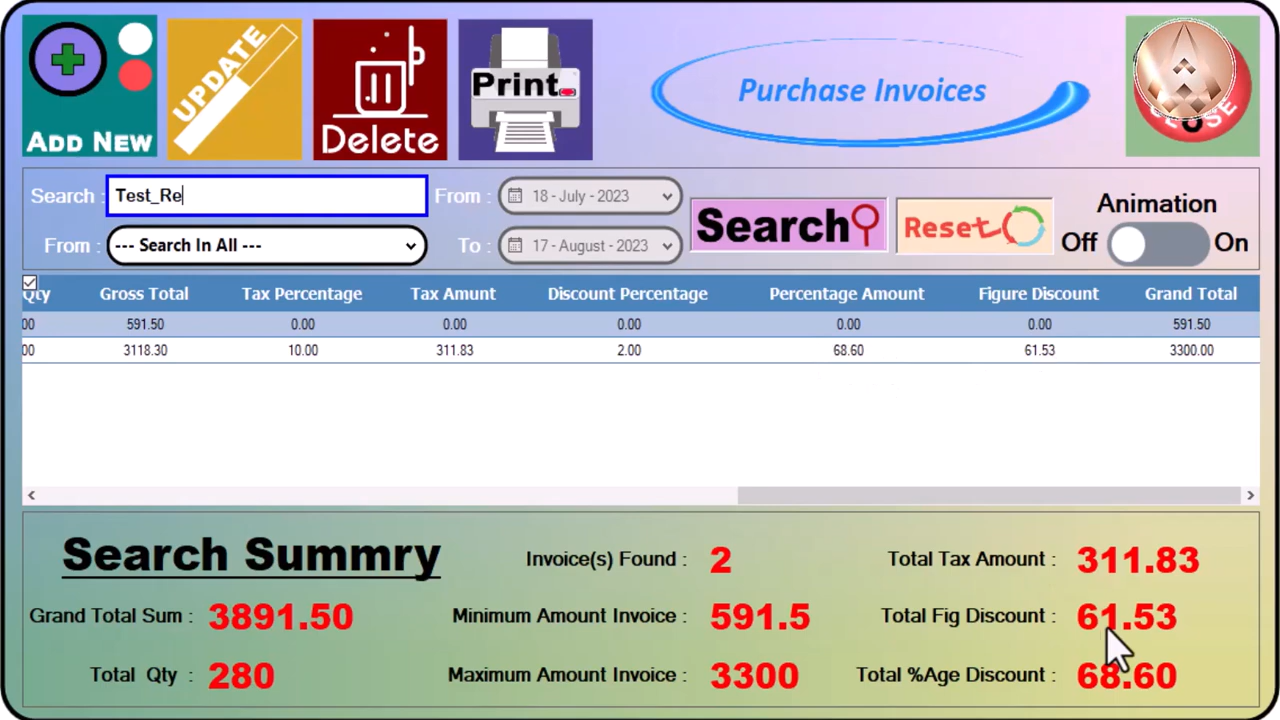 ADD NEW
UPDATE
Delete
Print
Purchase Invoices
Search :
Test_Re
From :
18 - July - 2023
From :
--- Search In All ---
To :
17 - August - 2023
Search
Reset
Animation
Off
On
Qty Gross Total Tax Percentage Tax Amunt Discount Percentage Percentage Amount Figure Discount Grand Total
00 591.50 0.00 0.00 0.00 0.00 0.00 591.50
00 3118.30 10.00 311.83 2.00 68.60 61.53 3300.00
Search Summry
Invoice(s) Found : 2
Total Tax Amount : 311.83
Grand Total Sum : 3891.50
Minimum Amount Invoice : 591.5
Total Fig Discount : 61.53
Total Qty : 280
Maximum Amount Invoice : 3300
Total %Age Discount : 68.60